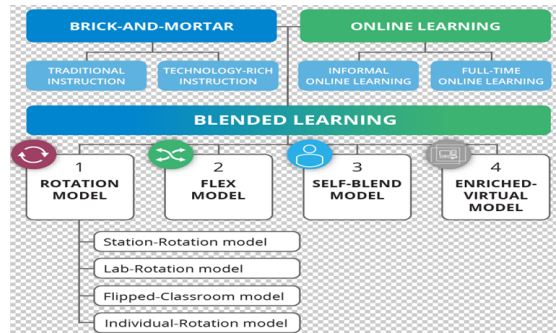 BRICK-AND-MORTAR
ONLINE LEARNING
TRADITIONAL
INSTRUCTION
TECHNOLOGY-RICH
INSTRUCTION
INFORMAL
ONLINE LEARNING
FULL-TIME
ONLINE LEARNING
BLENDED LEARNING
1
ROTATION
MODEL
2
FLEX
MODEL
3
SELF-BLEND
MODEL
4
ENRICHED-
VIRTUAL
MODEL
Station-Rotation model
Lab-Rotation model
Flipped-Classroom model
Individual-Rotation model